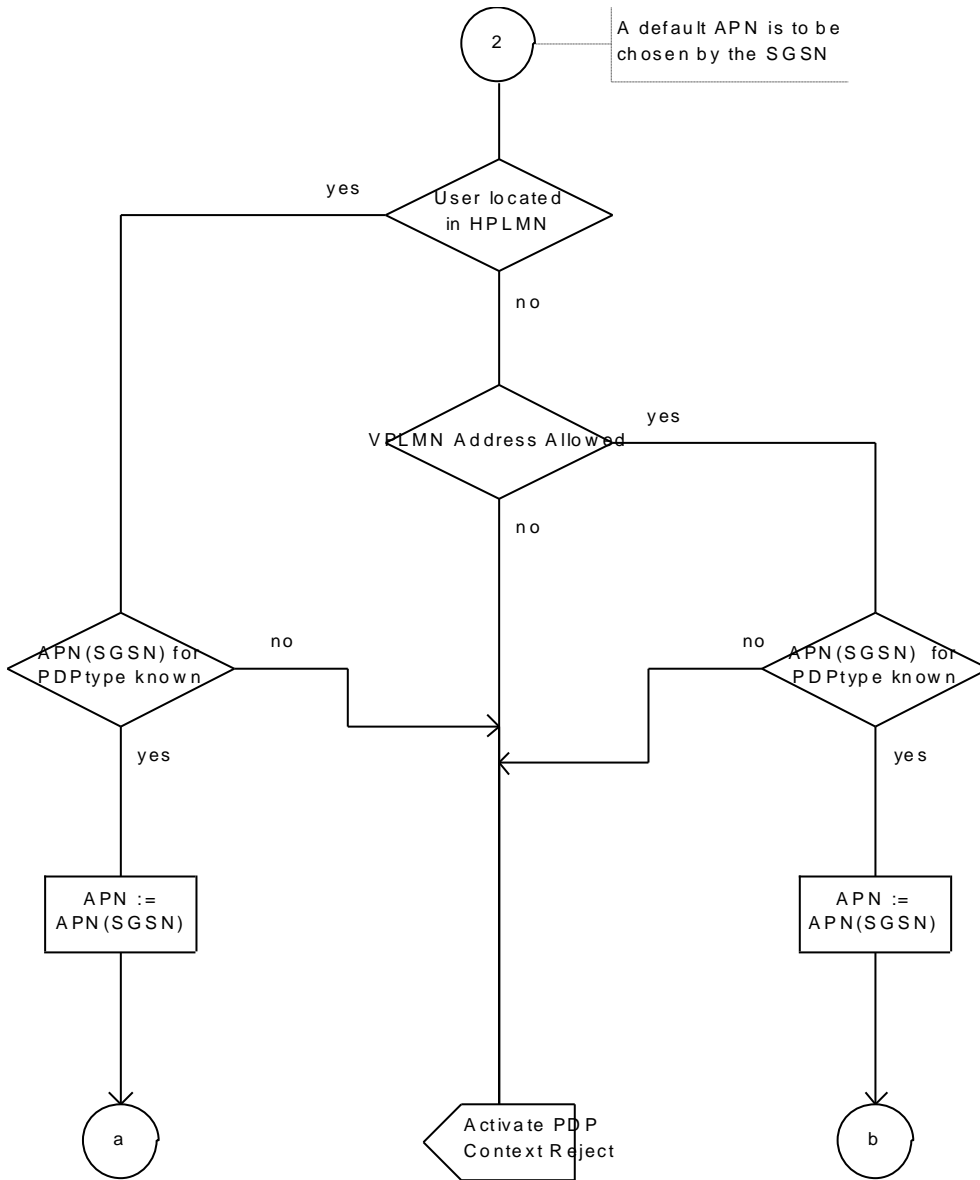 2
A default APN is to be
chosen by the SGSN
yes
User located
in HPLMN
no
VPLMN Address Allowed
yes
no
APN(SGSN) for
PDPtype known
no
no
APN(SGSN) for
PDPtype known
yes
yes
APN :=
APN(SGSN)
APN :=
APN(SGSN)
a
Activate PDP
Context Reject
b